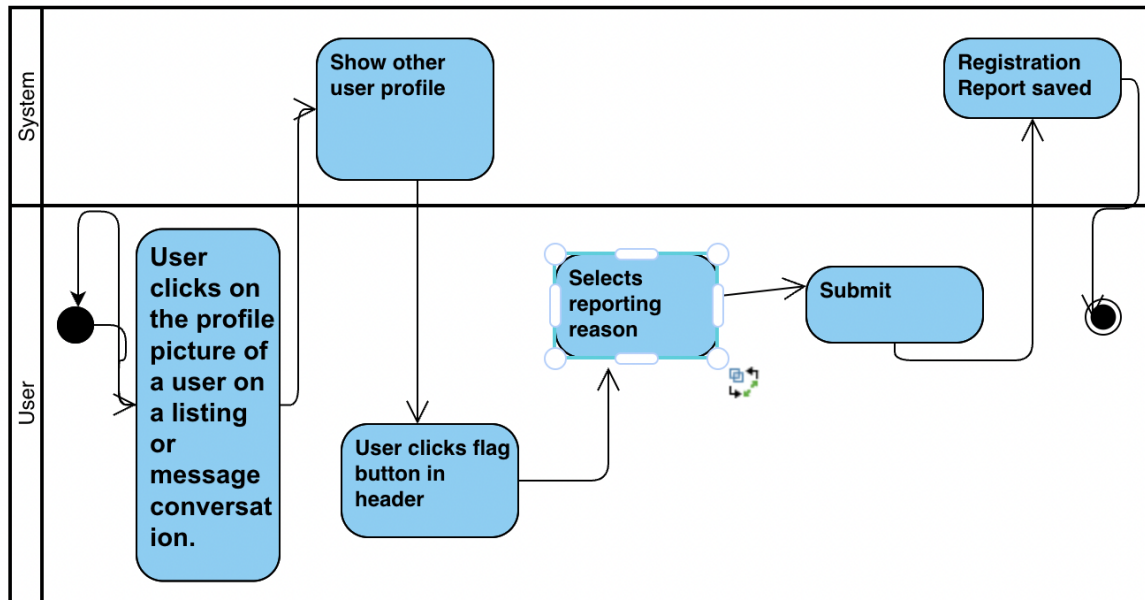 System
Show other
user profile
Registration
Report saved
User
User
clicks on
the profile
picture of
a user on
a listing
or
message
conversat
ion.
User clicks flag
button in
header
Selects
reporting
reason
Submit